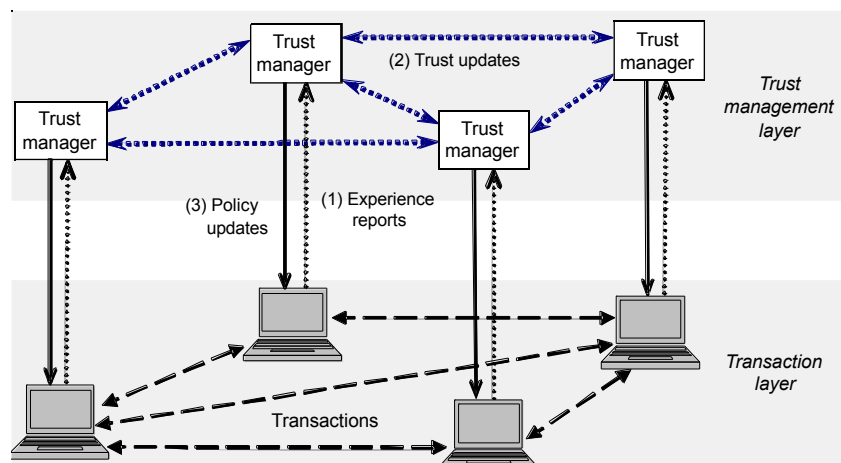 Trust
manager
(2) Trust updates
Trust
manager
Trust
management
layer
Trust
manager
Trust
manager
(3) Policy
updates
(1) Experience
reports
Transaction
layer
Transactions